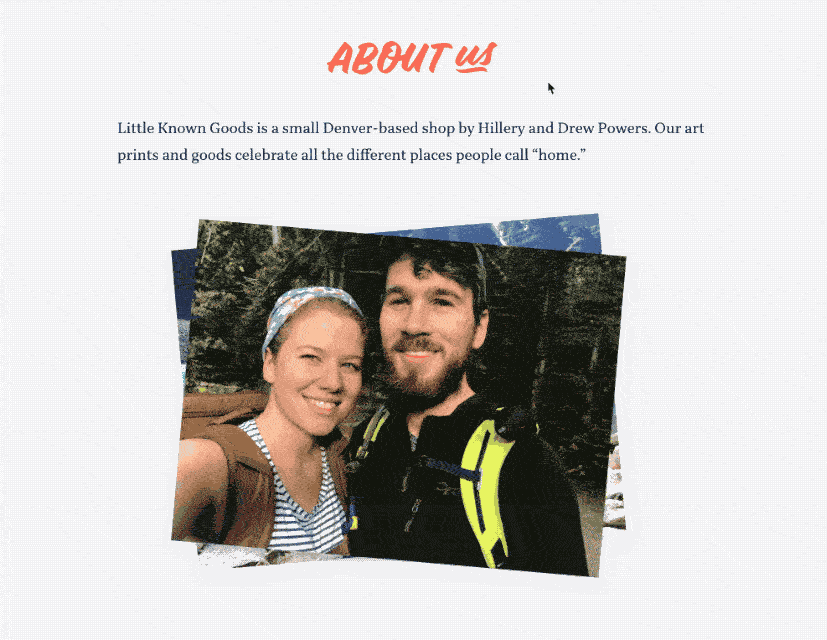 ABOUT us
Little Known Goods is a small Denver-based shop by Hillery and Drew Powers. Our art
prints and goods celebrate all the different places people call “home.”